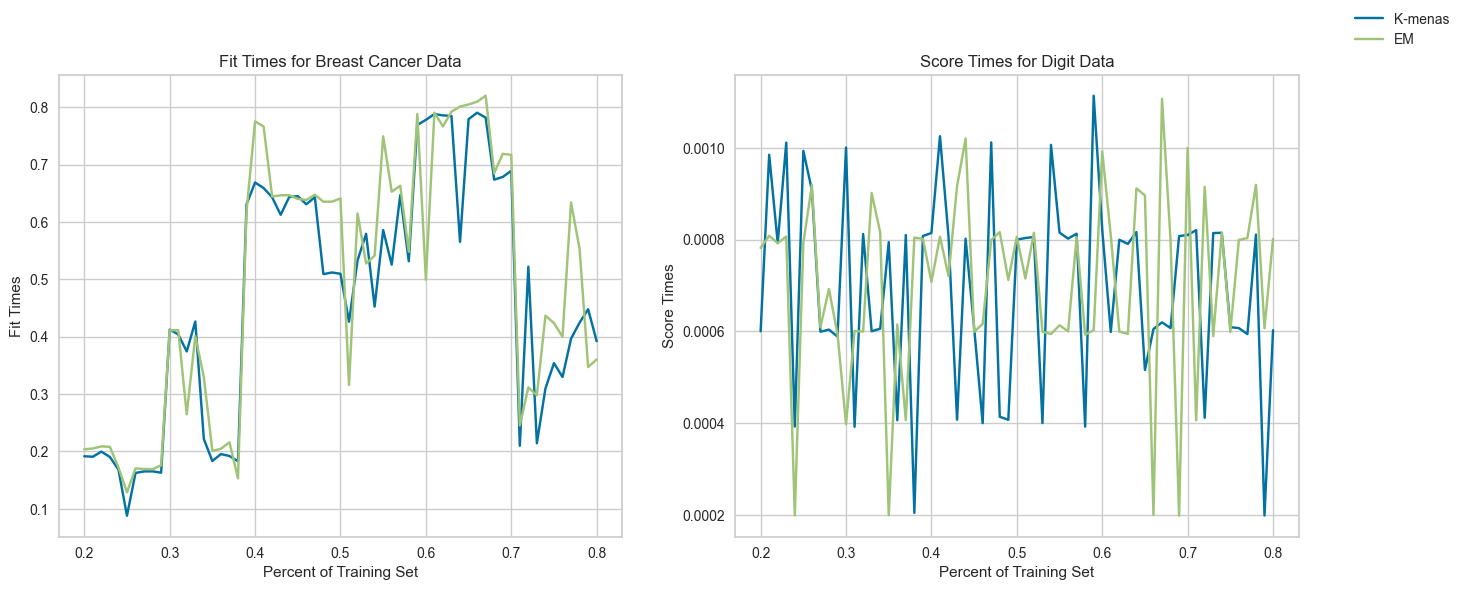 K-menas
EM
Fit Times for Breast Cancer Data
Score Times for Digit Data
Fit Times
0.8
0.7
0.6
0.5
0.4
0.3
0.2
0.1
0.2 0.3 0.4 0.5 0.6 0.7 0.8
Percent of Training Set
Score Times
0.0010
0.0008
0.0006
0.0004
0.0002
0.2 0.3 0.4 0.5 0.6 0.7 0.8
Percent of Training Set